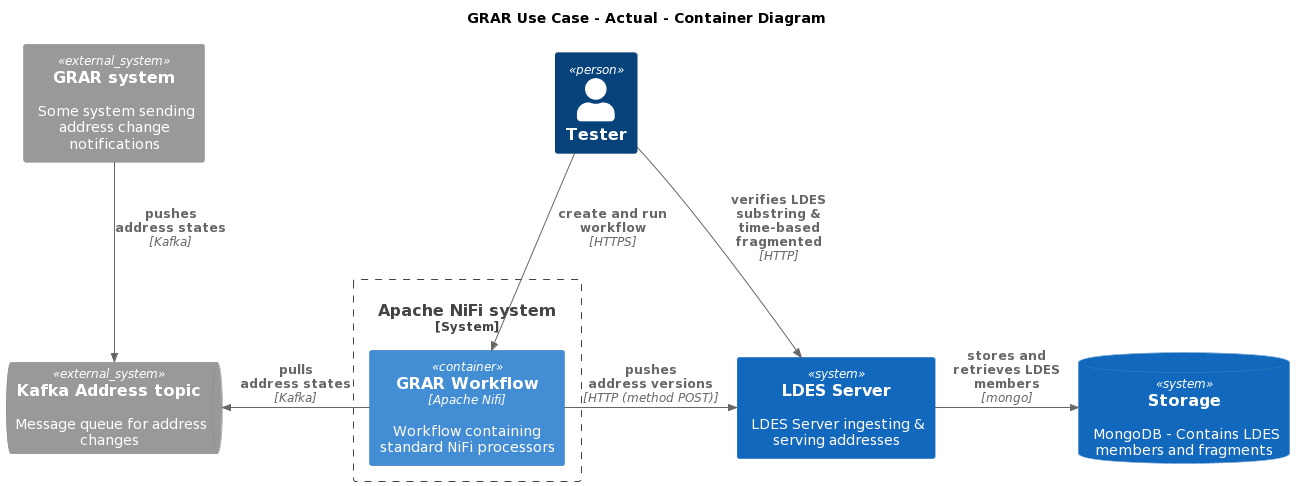 GRAR Use Case - Actual - Container Diagram
«external_system»
GRAR system
Some system sending
address change
notifications
«person»
Tester
pushes
address states
[Kafka]
create and run
workflow
[HTTPS]
verifies LDES
substring &
time-based
fragmented
[HTTP]
Apache NiFi system
[System]
«external_system»
Kafka Address topic
Message queue for address
changes
pulls
address states
[Kafka]
«container»
GRAR Workflow
[Apache Nifi]
Workflow containing
standard NiFi processors
pushes
address versions
[HTTP (method POST)]
«system»
LDES Server
LDES Server ingesting &
serving addresses
stores and
retrieves LDES
members
[mongo]
«system»
Storage
MongoDB - Contains LDES
members and fragments